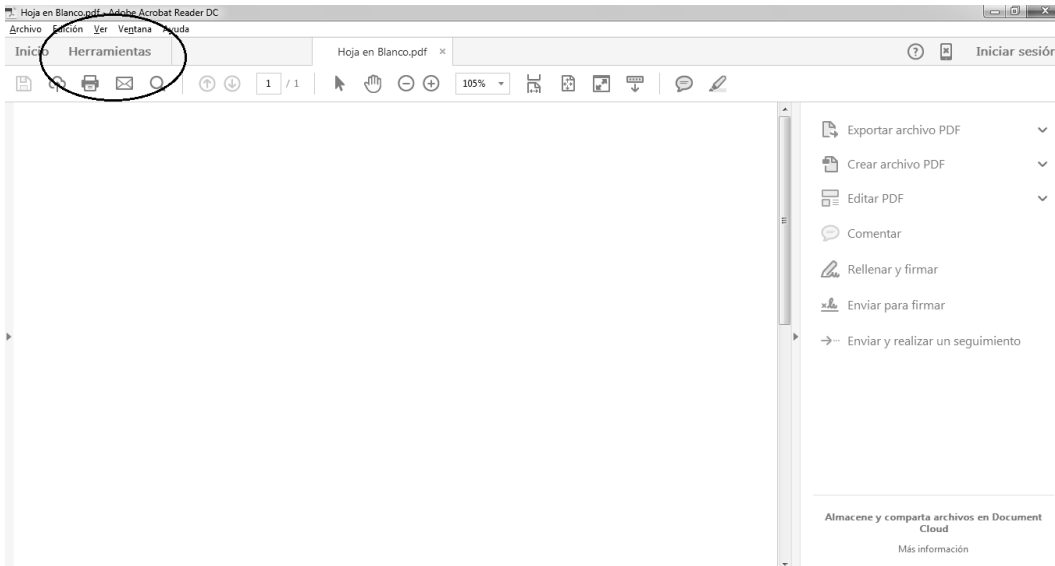 Hoja en Blanco.pdf - Adobe Acrobat Reader DC
Archivo Edición Ver Ventana Ayuda
Inicio Herramientas Hoja en Blanco.pdf × Iniciar sesión
1 / 1 105%
Exportar archivo PDF
Crear archivo PDF
Editar PDF
Comentar
Rellenar y firmar
Enviar para firmar
Enviar y realizar un seguimiento
Almacene y comparta archivos en Document
Cloud
Más información